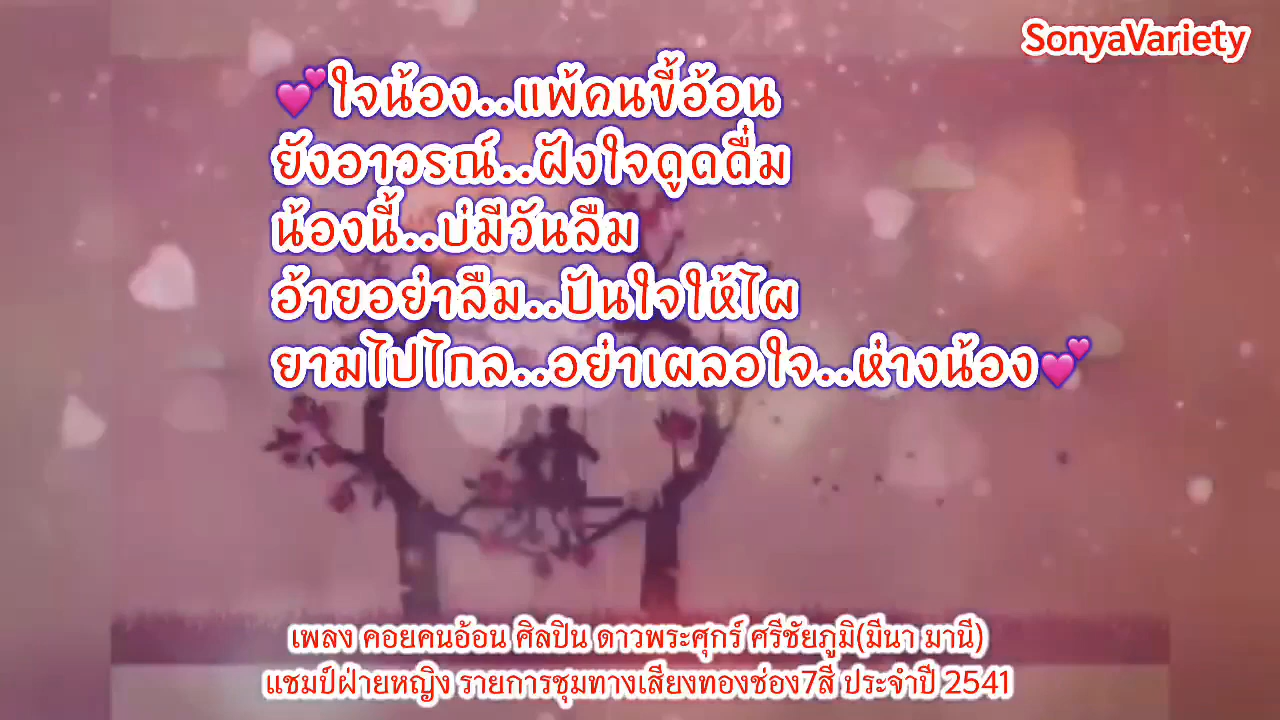 SonyaVariety
💕ใจน้อง..แพ้คนขี้อ้อน
ยังอาวรณ์..ฝังใจดูดดื่ม
น้องนี้..บ่มีวันลืม
อ้ายอย่าลืม..ปันใจให้ไผ
ยามไปไกล..อย่าเผลอใจ..ห่างน้อง💕
เพลง คอยคนอ้อน ศิลปิน ดาวพระศุกร์ ศรีชัยภูมิ(มีนา มานี)
แชมป์ฝ่ายหญิง รายการชุมทางเสียงทองช่อง7สี ประจำปี 2541